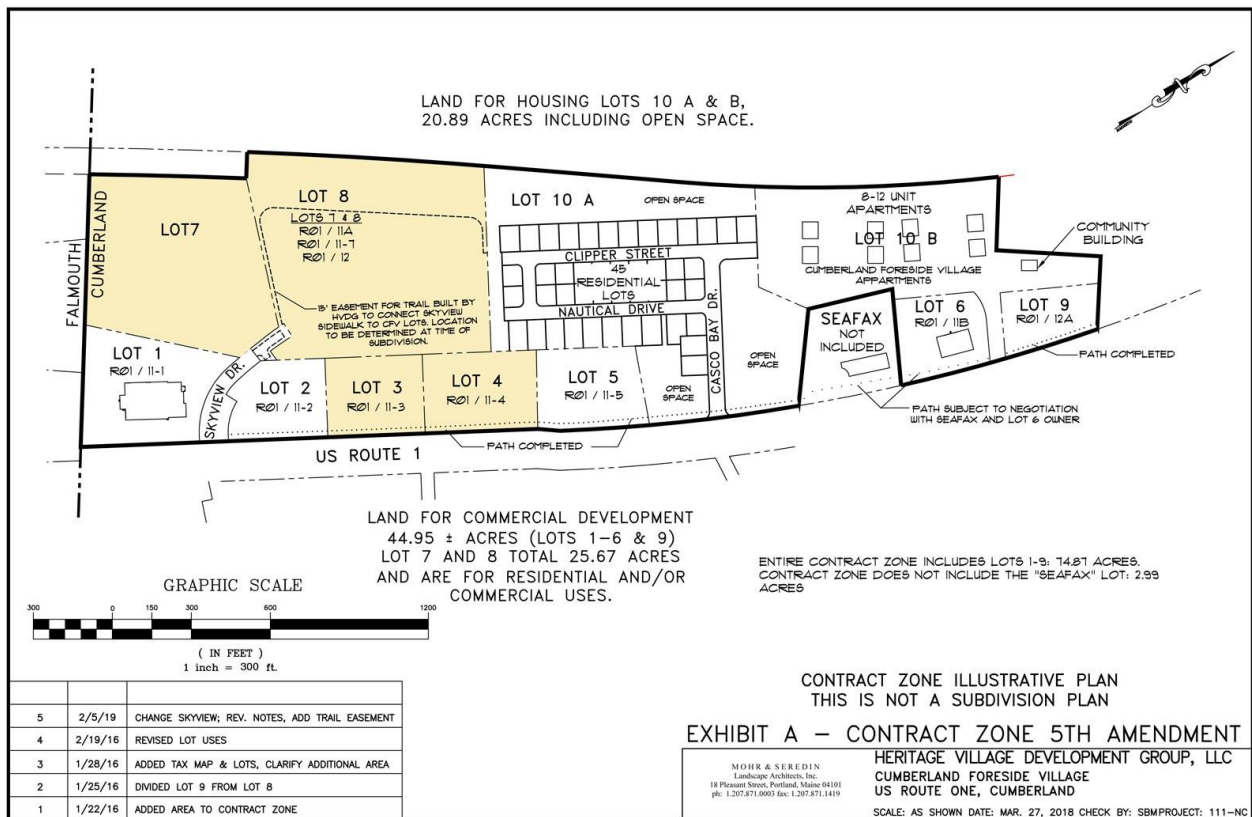 LAND FOR HOUSING LOTS 10 A & B,
20.89 ACRES INCLUDING OPEN SPACE.
FALMOUTH
CUMBERLAND
LOT7
LOT 8
LOTS 7 & 8
R01 / 11A
R01 / 11-7
R01 / 12
15' EASEMENT FOR TRAIL BUILT BY
HVDG TO CONNECT SKYVIEW
SIDEWALK TO CFV LOTS. LOCATION
TO BE DETERMINED AT TIME OF
SUBDIVISION.
LOT 10 A
OPEN SPACE
CLIPPER STREET
45
RESIDENTIAL
LOTS
NAUTICAL DRIVE
CASCO BAY DR.
OPEN
SPACE
OPEN
SPACE
8-12 UNIT
APARTMENTS
LOT 10 B
CUMBERLAND FORESIDE VILLAGE
APPARTMENTS
COMMUNITY
BUILDING
SEAFAX
NOT
INCLUDED
LOT 6
R01 / 11B
LOT 9
R01 / 12A
PATH COMPLETED
PATH SUBJECT TO NEGOTIATION
WITH SEAFAX AND LOT 6 OWNER
LOT 1
R01 / 11-1
SKYVIEW DR.
LOT 2
R01 / 11-2
LOT 3
R01 / 11-3
LOT 4
R01 / 11-4
LOT 5
R01 / 11-5
PATH COMPLETED
US ROUTE 1
LAND FOR COMMERCIAL DEVELOPMENT
44.95 ± ACRES (LOTS 1-6 & 9)
LOT 7 AND 8 TOTAL 25.67 ACRES
AND ARE FOR RESIDENTIAL AND/OR
COMMERCIAL USES.
ENTIRE CONTRACT ZONE INCLUDES LOTS 1-9: 74.87 ACRES.
CONTRACT ZONE DOES NOT INCLUDE THE "SEAFAX" LOT: 2.99
ACRES
GRAPHIC SCALE
300 0 150 300 600 1200
( IN FEET )
1 inch = 300 ft.
5 2/5/19 CHANGE SKYVIEW; REV. NOTES, ADD TRAIL EASEMENT
4 2/19/16 REVISED LOT USES
3 1/28/16 ADDED TAX MAP & LOTS, CLARIFY ADDITIONAL AREA
2 1/25/16 DIVIDED LOT 9 FROM LOT 8
1 1/22/16 ADDED AREA TO CONTRACT ZONE
CONTRACT ZONE ILLUSTRATIVE PLAN
THIS IS NOT A SUBDIVISION PLAN
EXHIBIT A - CONTRACT ZONE 5TH AMENDMENT
MOHR & SEREDIN
Landscape Architects, Inc.
18 Pleasant Street, Portland, Maine 04101
ph: 1.207.871.0003 fax: 1.207.871.1419
HERITAGE VILLAGE DEVELOPMENT GROUP, LLC
CUMBERLAND FORESIDE VILLAGE
US ROUTE ONE, CUMBERLAND
SCALE: AS SHOWN DATE: MAR. 27, 2018 CHECK BY: SBMPROJECT: 111-NC